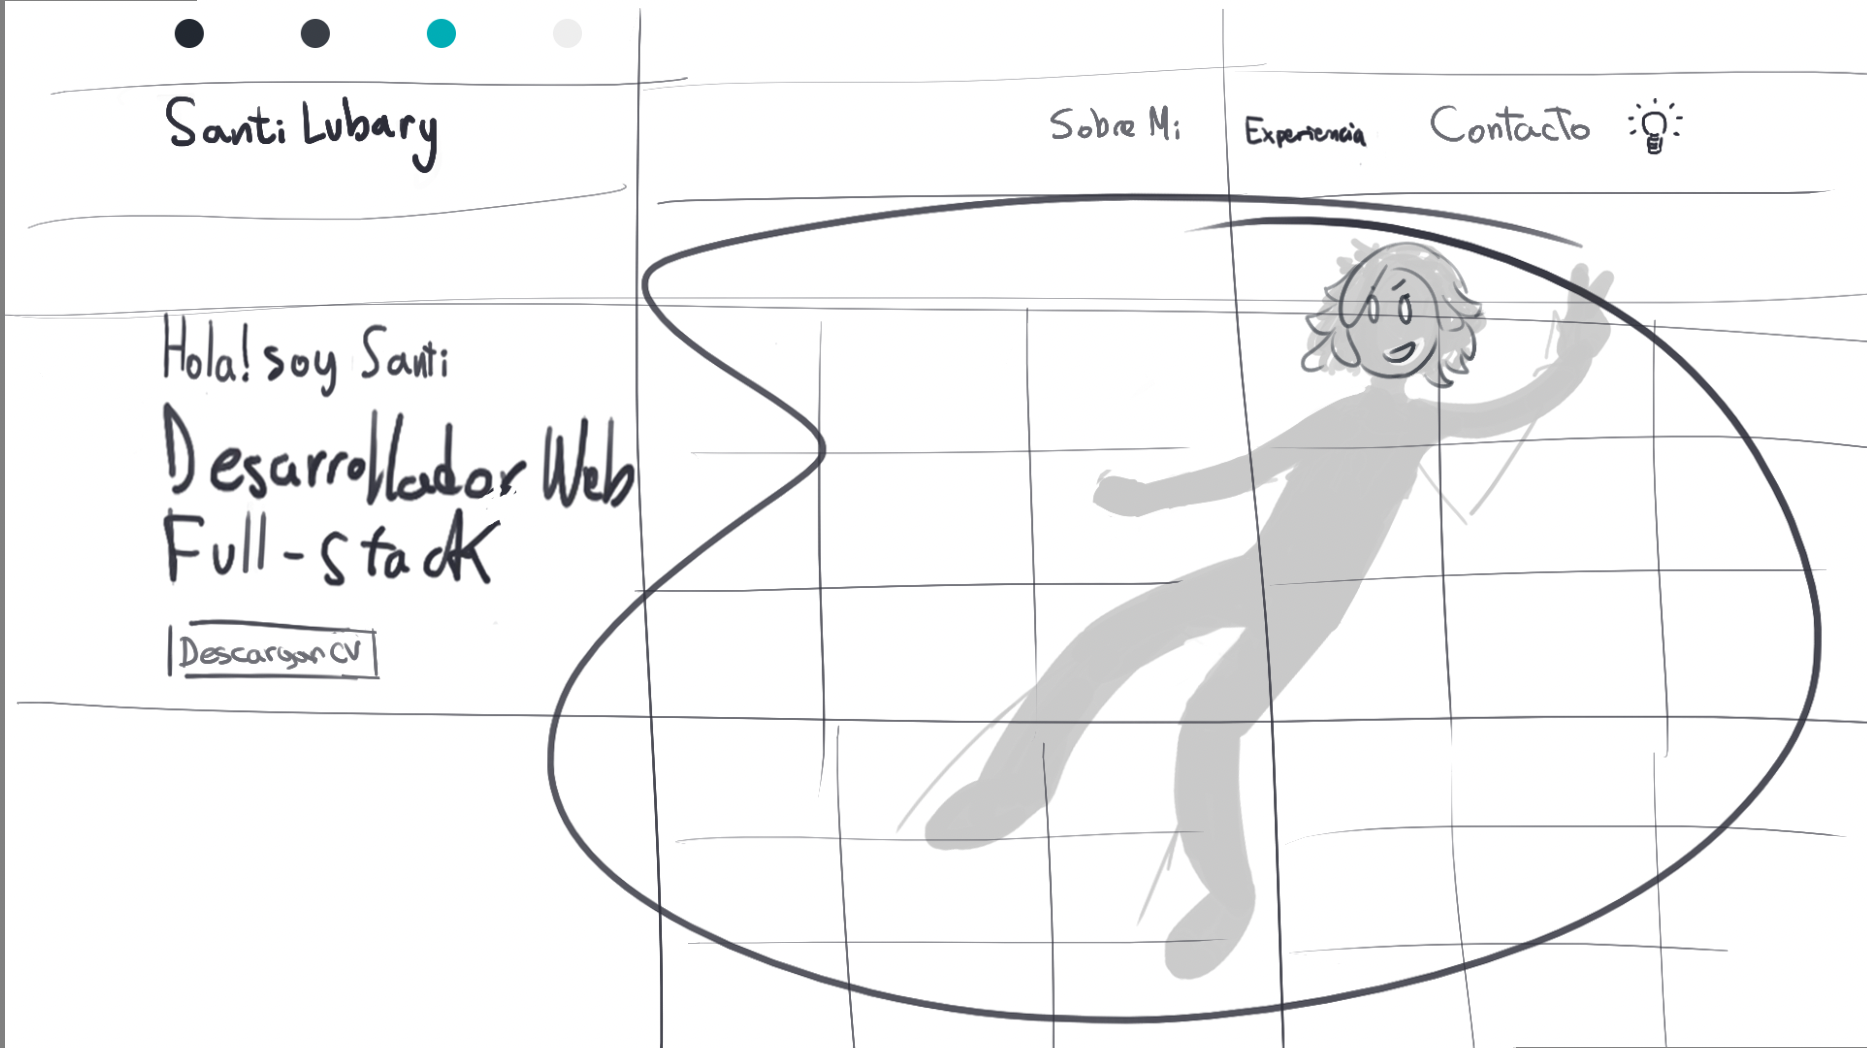 Santi Lubary
Sobre Mi
Experiencia
Contacto
Hola! soy Santi
Desarrollador Web
Full-stack
Descargar CV